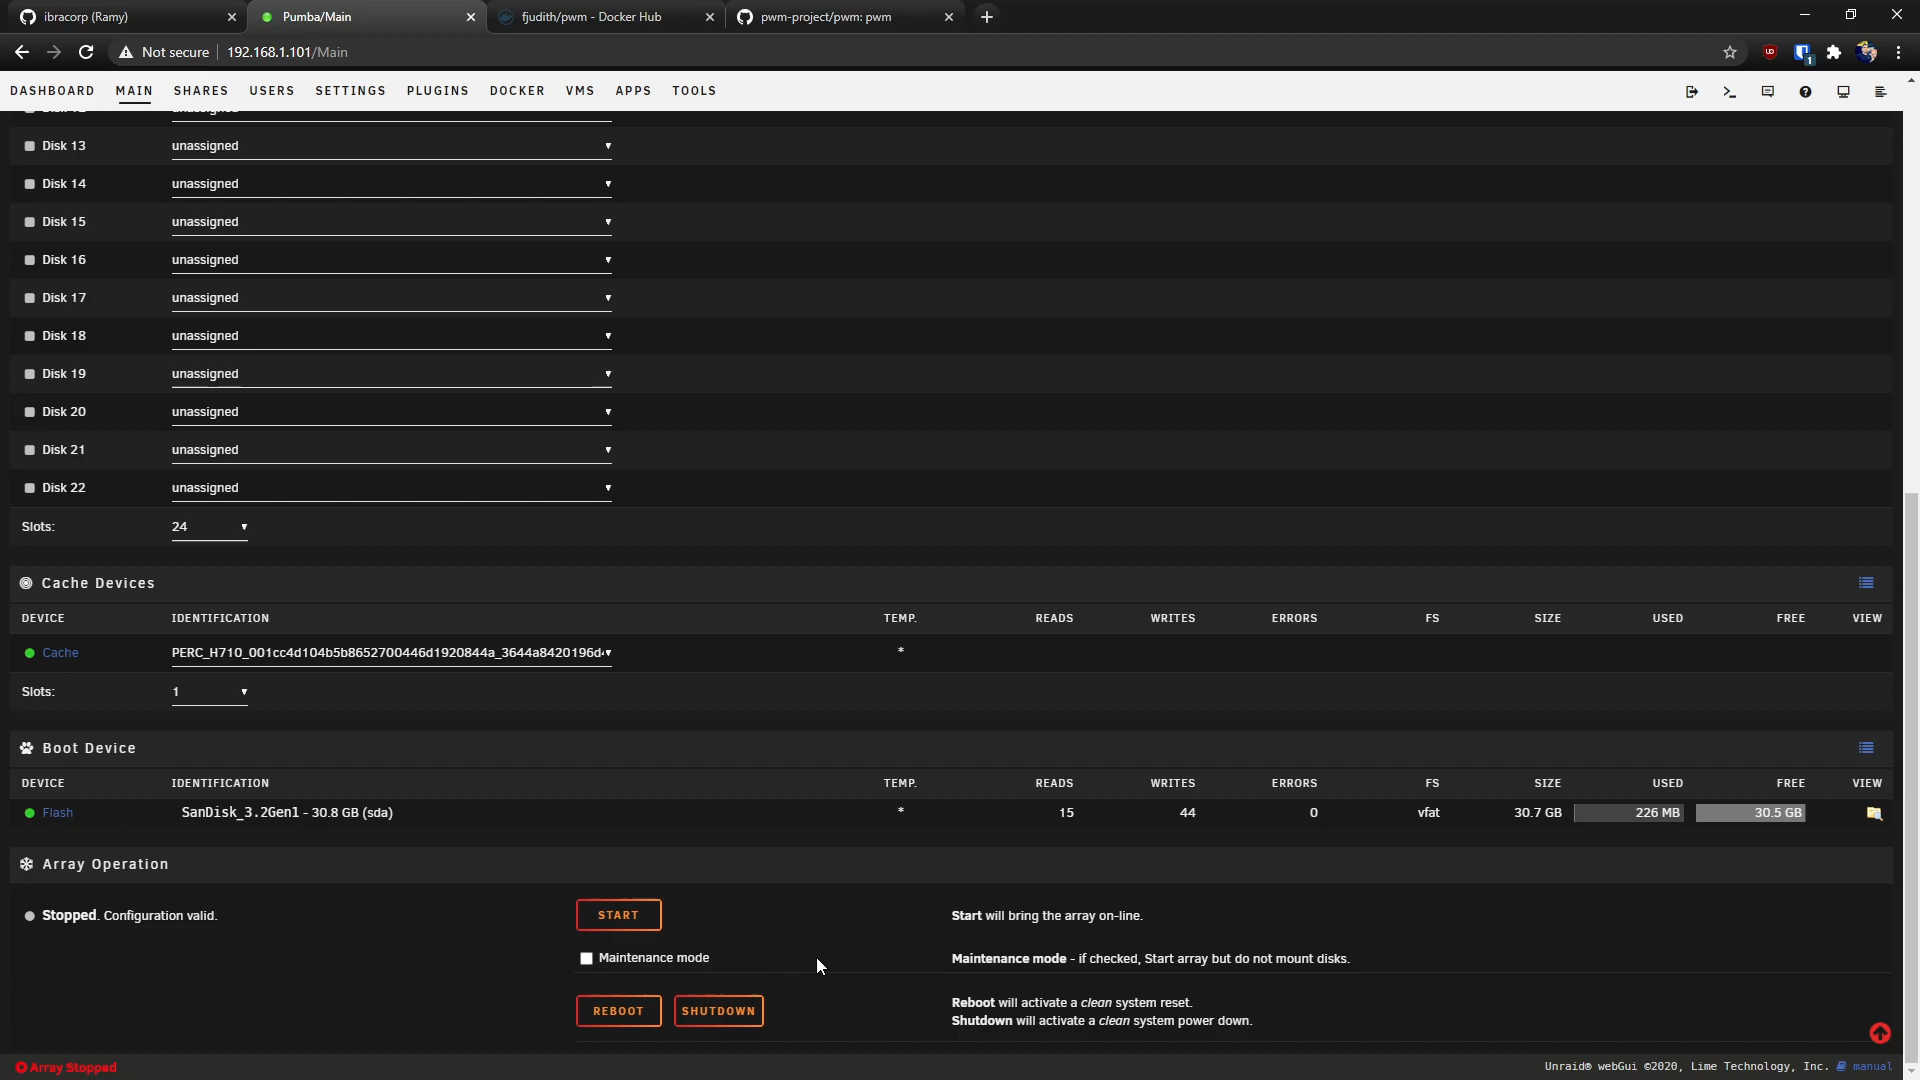 ibracorp (Ramy)
Pumba/Main
fjudith/pwm - Docker Hub
pwm-project/pwm: pwm
Not secure
192.168.1.101/Main
1
DASHBOARD MAIN SHARES USERS SETTINGS PLUGINS DOCKER VMS APPS TOOLS
Disk 13 unassigned
Disk 14 unassigned
Disk 15 unassigned
Disk 16 unassigned
Disk 17 unassigned
Disk 18 unassigned
Disk 19 unassigned
Disk 20 unassigned
Disk 21 unassigned
Disk 22 unassigned
Slots: 24
Cache Devices
DEVICE IDENTIFICATION TEMP. READS WRITES ERRORS FS SIZE USED FREE VIEW
Cache PERC_H710_001cc4d104b5b8652700446d1920844a_3644a8420196d *
Slots: 1
Boot Device
DEVICE IDENTIFICATION TEMP. READS WRITES ERRORS FS SIZE USED FREE VIEW
Flash SanDisk_3.2Gen1 - 30.8 GB (sda) * 15 44 0 vfat 30.7 GB 226 MB 30.5 GB
Array Operation
Stopped. Configuration valid. START Start will bring the array on-line.
Maintenance mode Maintenance mode - if checked, Start array but do not mount disks.
REBOOT SHUTDOWN Reboot will activate a clean system reset.
Shutdown will activate a clean system power down.
Array Stopped
Unraid® webGui ©2020, Lime Technology, Inc. manual